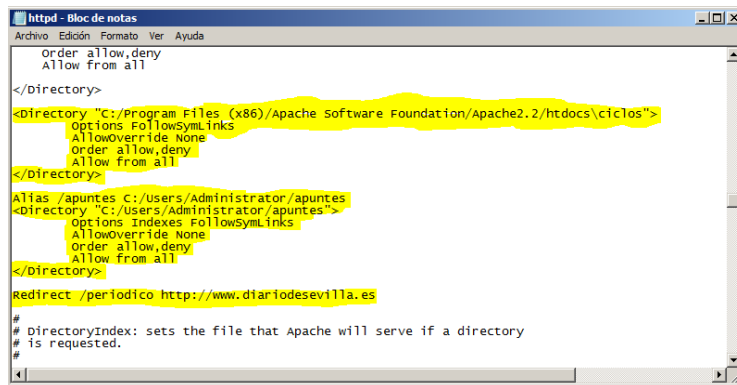 httpd - Bloc de notas
Archivo Edición Formato Ver Ayuda
Order allow,deny
Allow from all
</Directory>
<Directory "C:/Program Files (x86)/Apache Software Foundation/Apache2.2/htdocs\ciclos">
Options FollowSymLinks
AllowOverride None
Order allow,deny
Allow from all
</Directory>
Alias /apuntes C:/Users/Administrator/apuntes
<Directory "C:/Users/Administrator/apuntes">
Options Indexes FollowSymLinks
AllowOverride None
Order allow,deny
Allow from all
</Directory>
Redirect /periodico http://www.diariodesevilla.es
#
# DirectoryIndex: sets the file that Apache will serve if a directory
# is requested.
#